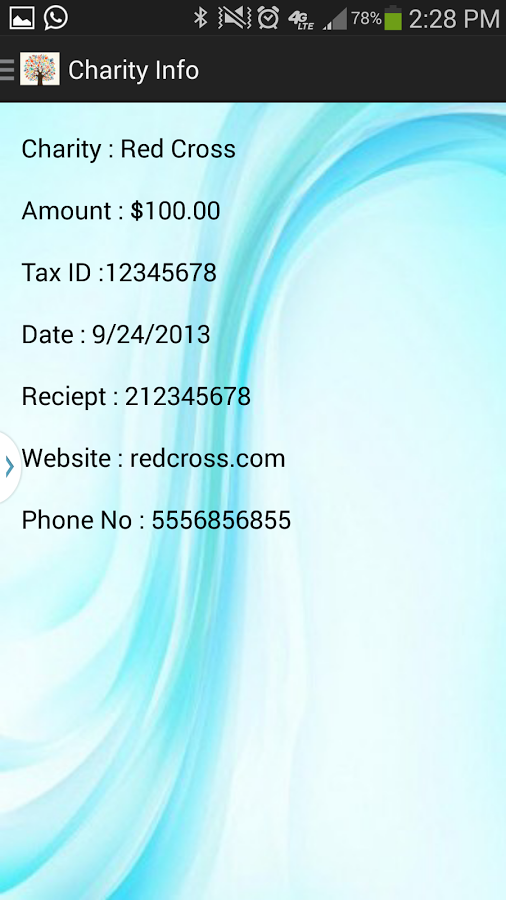 4G LTE 78% 2:28 PM
Charity Info
Charity : Red Cross
Amount : $100.00
Tax ID :12345678
Date : 9/24/2013
Reciept : 212345678
Website : redcross.com
Phone No : 5556856855